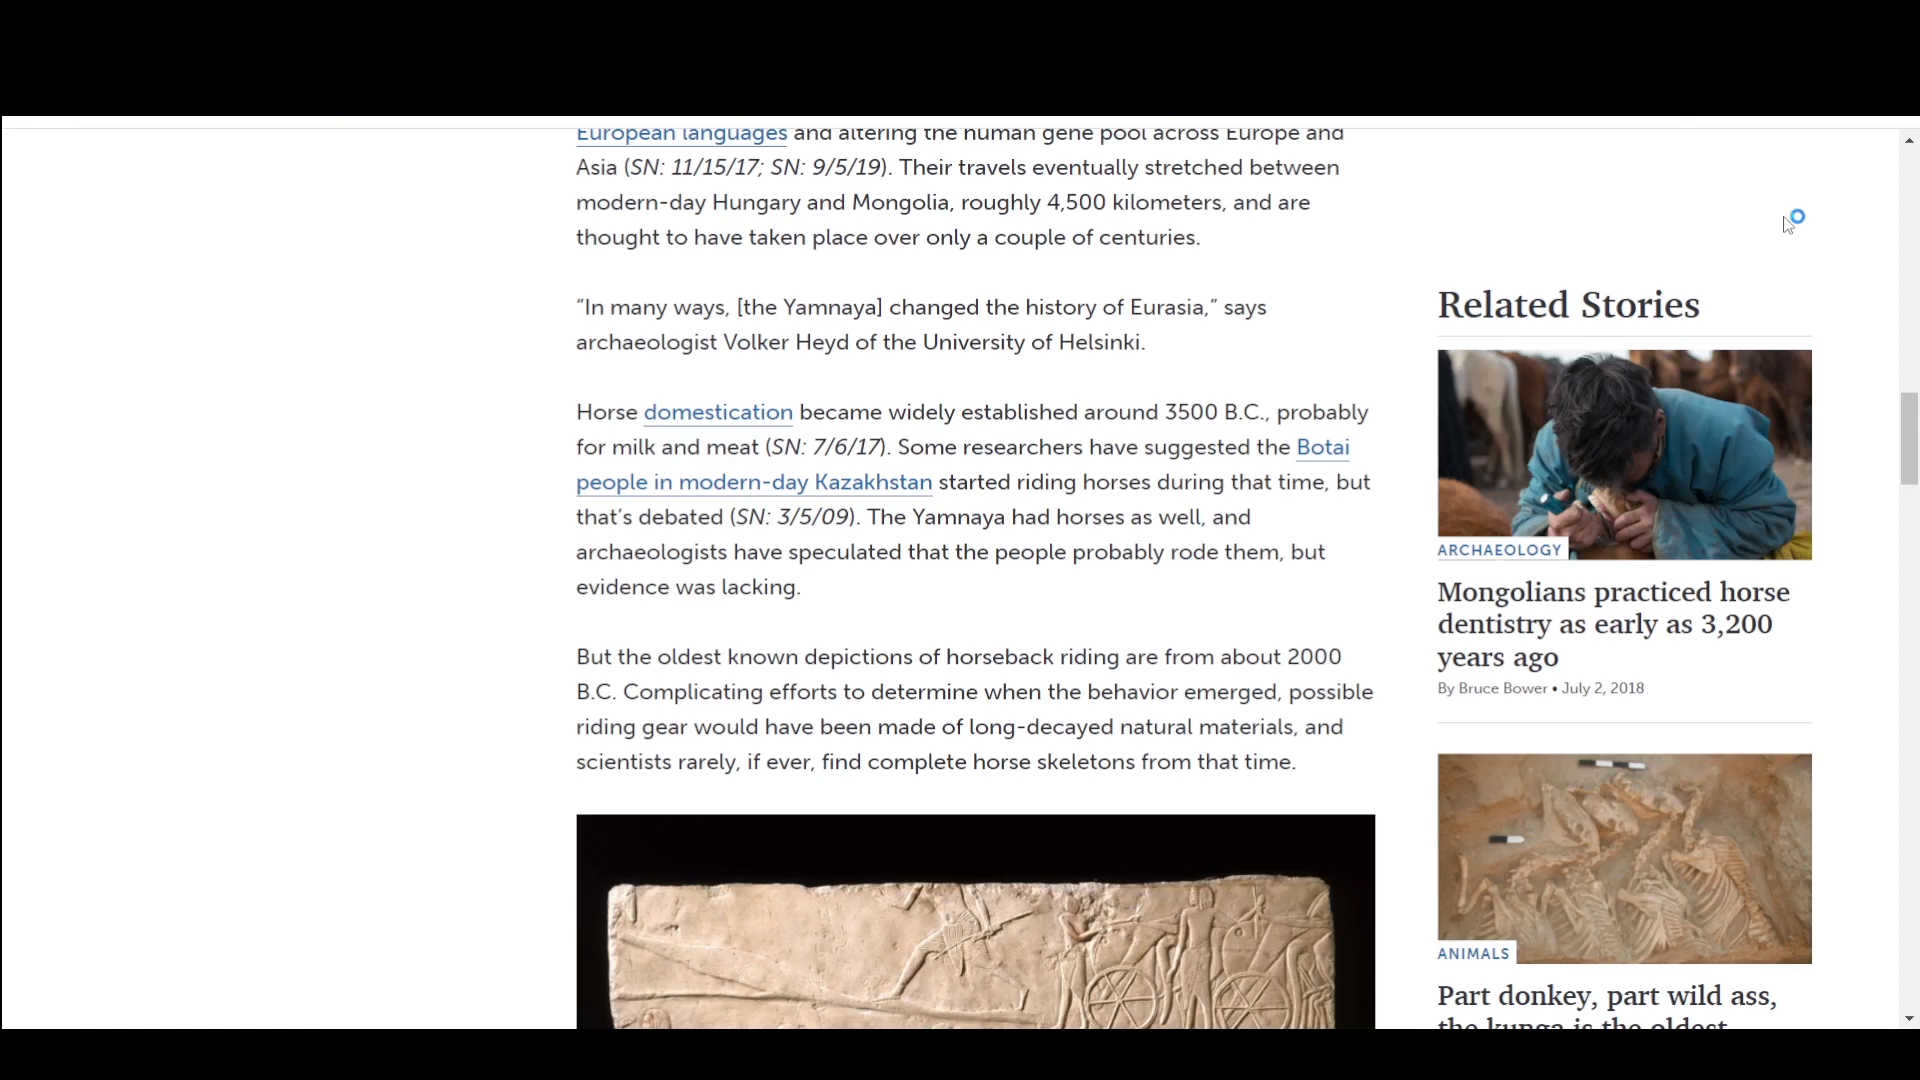 European languages and altering the human gene pool across Europe and
Asia (SN: 11/15/17; SN: 9/5/19). Their travels eventually stretched between
modern-day Hungary and Mongolia, roughly 4,500 kilometers, and are
thought to have taken place over only a couple of centuries.
“In many ways, [the Yamnaya] changed the history of Eurasia,” says
archaeologist Volker Heyd of the University of Helsinki.
Horse domestication became widely established around 3500 B.C., probably
for milk and meat (SN: 7/6/17). Some researchers have suggested the Botai
people in modern-day Kazakhstan started riding horses during that time, but
that’s debated (SN: 3/5/09). The Yamnaya had horses as well, and
archaeologists have speculated that the people probably rode them, but
evidence was lacking.
But the oldest known depictions of horseback riding are from about 2000
B.C. Complicating efforts to determine when the behavior emerged, possible
riding gear would have been made of long-decayed natural materials, and
scientists rarely, if ever, find complete horse skeletons from that time.
Related Stories
ARCHAEOLOGY
Mongolians practiced horse
dentistry as early as 3,200
years ago
By Bruce Bower • July 2, 2018
ANIMALS
Part donkey, part wild ass,
the kunga is the oldest